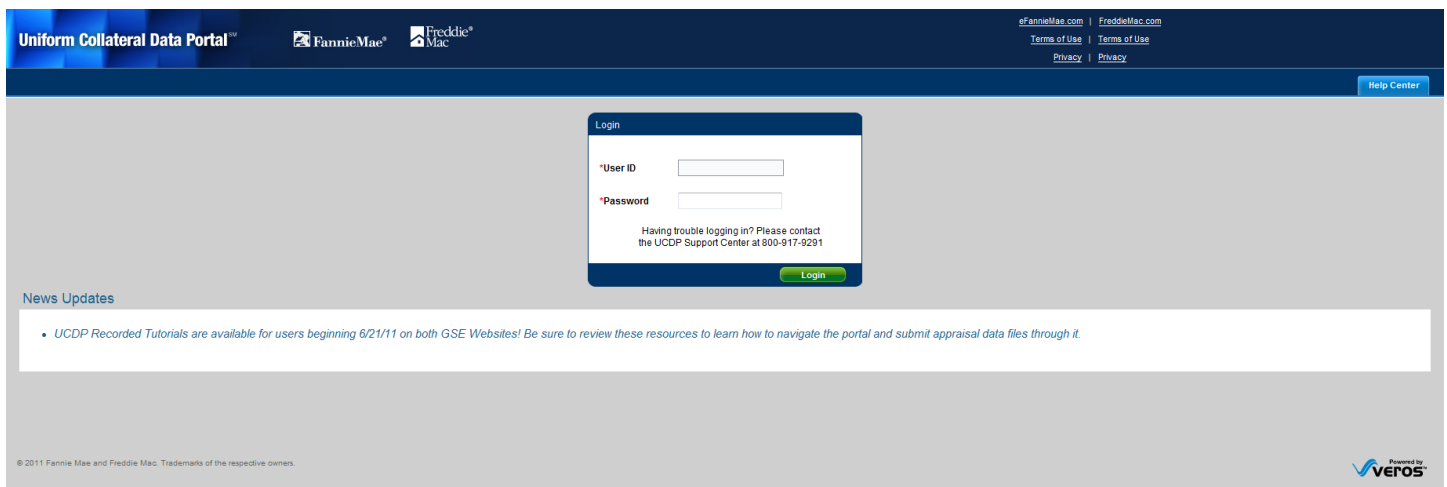 Uniform Collateral Data Portal℠
FannieMae®
Freddie Mac®
eFannieMae.com | FreddieMac.com
Terms of Use | Terms of Use
Privacy | Privacy
Help Center
Login
*User ID
*Password
Having trouble logging in? Please contact
the UCDP Support Center at 800-917-9291
Login
News Updates
• UCDP Recorded Tutorials are available for users beginning 6/21/11 on both GSE Websites! Be sure to review these resources to learn how to navigate the portal and submit appraisal data files through it.
© 2011 Fannie Mae and Freddie Mac. Trademarks of the respective owners.
Powered by
veros™